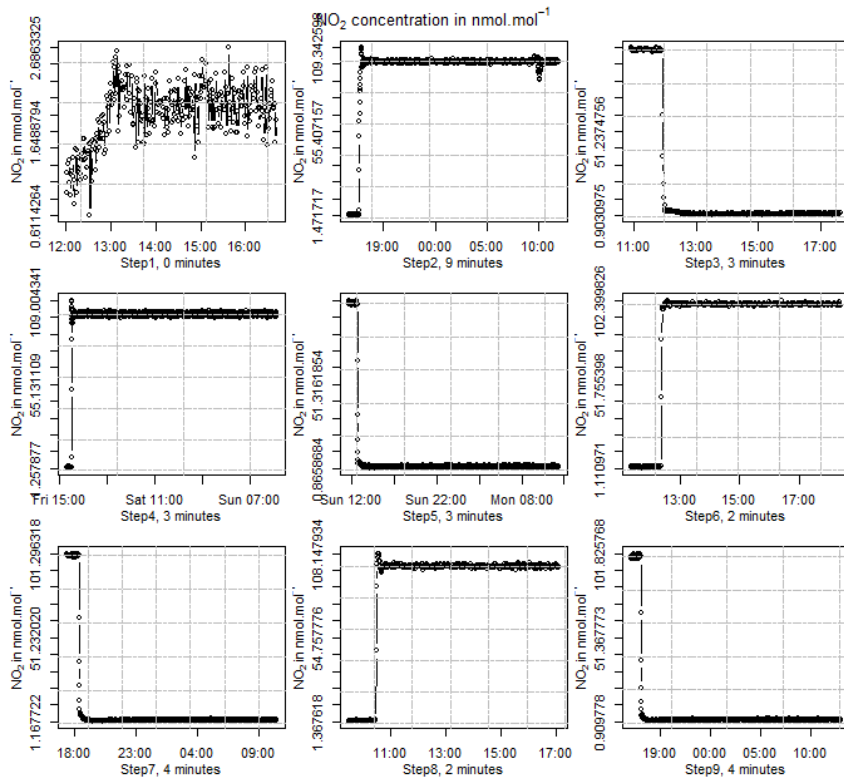 NO₂ concentration in nmol.mol⁻¹
NO₂ in nmol.mol⁻¹
0.6114264 1.6488794 2.6863325
12:00 13:00 14:00 15:00 16:00
Step1, 0 minutes
NO₂ in nmol.mol⁻¹
1.471717 55.407157 109.342598
19:00 00:00 05:00 10:00
Step2, 9 minutes
NO₂ in nmol.mol⁻¹
0.9030975 51.2374756
11:00 13:00 15:00 17:00
Step3, 3 minutes
NO₂ in nmol.mol⁻¹
1.257877 55.131109 109.004341
Fri 15:00 Sat 11:00 Sun 07:00
Step4, 3 minutes
NO₂ in nmol.mol⁻¹
0.8658684 51.3161854
Sun 12:00 Sun 22:00 Mon 08:00
Step5, 3 minutes
NO₂ in nmol.mol⁻¹
1.110971 51.755398 102.399826
13:00 15:00 17:00
Step6, 2 minutes
NO₂ in nmol.mol⁻¹
1.167722 51.232020 101.296318
18:00 23:00 04:00 09:00
Step7, 4 minutes
NO₂ in nmol.mol⁻¹
1.367618 54.757776 108.147934
11:00 13:00 15:00 17:00
Step8, 2 minutes
NO₂ in nmol.mol⁻¹
0.909778 51.367773 101.825768
19:00 00:00 05:00 10:00
Step9, 4 minutes